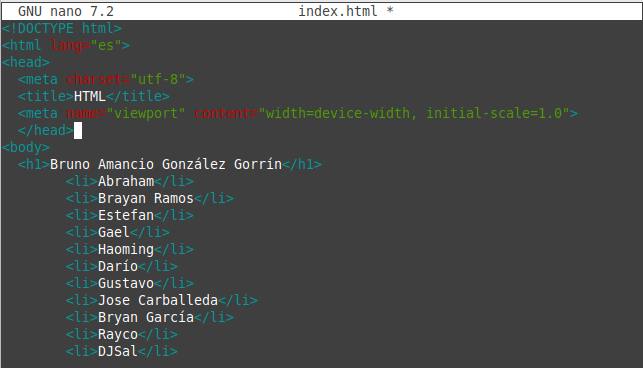 GNU nano 7.2 index.html *
<!DOCTYPE html>
<html lang="es">
<head>
  <meta charset="utf-8">
  <title>HTML</title>
  <meta name="viewport" content="width=device-width, initial-scale=1.0">
  </head>
<body>
  <h1>Bruno Amancio González Gorrín</h1>
        <li>Abraham</li>
        <li>Brayan Ramos</li>
        <li>Estefan</li>
        <li>Gael</li>
        <li>Haoming</li>
        <li>Darío</li>
        <li>Gustavo</li>
        <li>Jose Carballeda</li>
        <li>Bryan García</li>
        <li>Rayco</li>
        <li>DJSal</li>